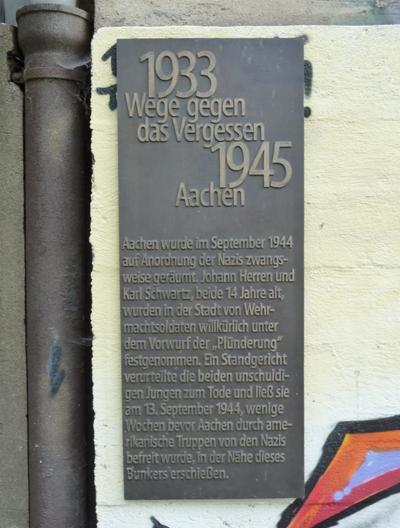 1933
Wege gegen
das Vergessen
1945
Aachen
Aachen wurde im September 1944
auf Anordnung der Nazis zwangs-
weise geräumt. Johann Herren und
Karl Schwartz, beide 14 Jahre alt,
wurden in der Stadt von Wehr-
machtsoldaten willkürlich unter
dem Vorwurf der „Plünderung“
festgenommen. Ein Standgericht
verurteilte die beiden unschuldi-
gen Jungen zum Tode und ließ sie
am 13. September 1944, wenige
Wochen bevor Aachen durch ame-
rikanische Truppen von den Nazis
befreit wurde, in der Nähe dieses
Bunkers erschießen.